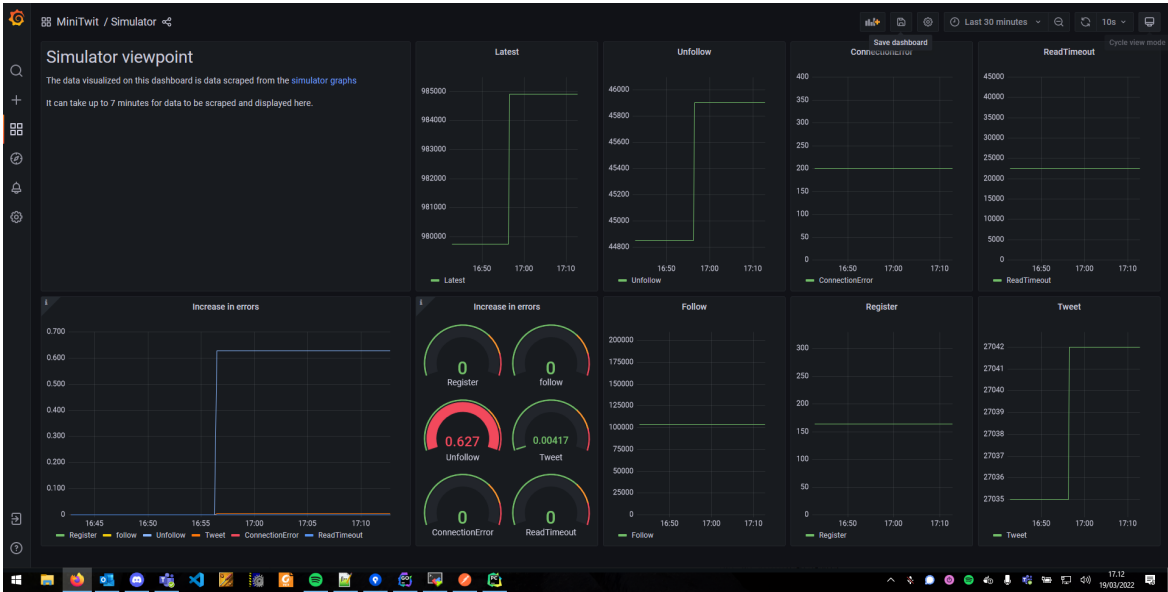 MiniTwit / Simulator
Last 30 minutes
10s
Save dashboard
Cycle view mode
Simulator viewpoint
The data visualized on this dashboard is data scraped from the simulator graphs
It can take up to 7 minutes for data to be scraped and displayed here.
Latest
985000
984000
983000
982000
981000
980000
16:50 17:00 17:10
Latest
Unfollow
46000
45800
45600
45400
45200
45000
44800
16:50 17:00 17:10
Unfollow
ConnectionError
400
350
300
250
200
150
100
50
0
16:50 17:00 17:10
ConnectionError
ReadTimeout
45000
40000
35000
30000
25000
20000
15000
10000
5000
0
16:50 17:00 17:10
ReadTimeout
Increase in errors
0.700
0.600
0.500
0.400
0.300
0.200
0.100
0
16:45 16:50 16:55 17:00 17:05 17:10
Register follow Unfollow Tweet ConnectionError ReadTimeout
Increase in errors
0 0
Register follow
0.627 0.00417
Unfollow Tweet
0 0
ConnectionError ReadTimeout
Follow
200000
175000
150000
125000
100000
75000
50000
25000
0
16:50 17:00 17:10
Follow
Register
300
250
200
150
100
50
0
16:50 17:00 17:10
Register
Tweet
27042
27041
27040
27039
27038
27037
27036
27035
16:50 17:00 17:10
Tweet
17.12
19/03/2022